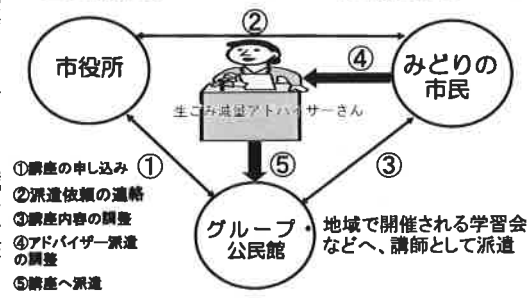 ②
市役所
④
みどりの
市民
生ごみ減量アドバイザーさん
①講座の申し込み
①
⑤
③
②派遣依頼の連絡
③講座内容の調整
④アドバイザー派遣
の調整
⑤講座へ派遣
グループ・
公民館
地域で開催される学習会
などへ、講師として派遣